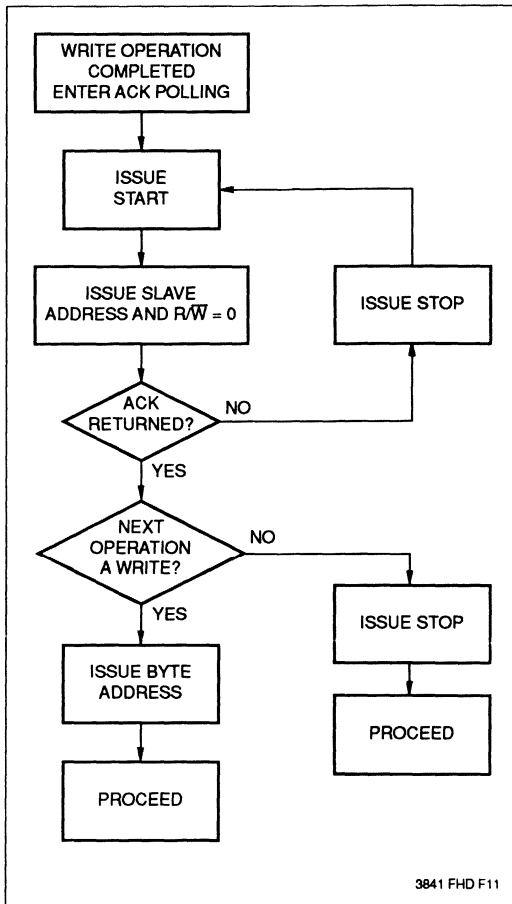 WRITE OPERATION
COMPLETED
ENTER ACK POLLING
ISSUE
START
ISSUE SLAVE
ADDRESS AND R/W̅ = 0
ISSUE STOP
ACK
RETURNED?
NO
YES
NEXT
OPERATION
A WRITE?
NO
YES
ISSUE STOP
ISSUE BYTE
ADDRESS
PROCEED
PROCEED
3841 FHD F11